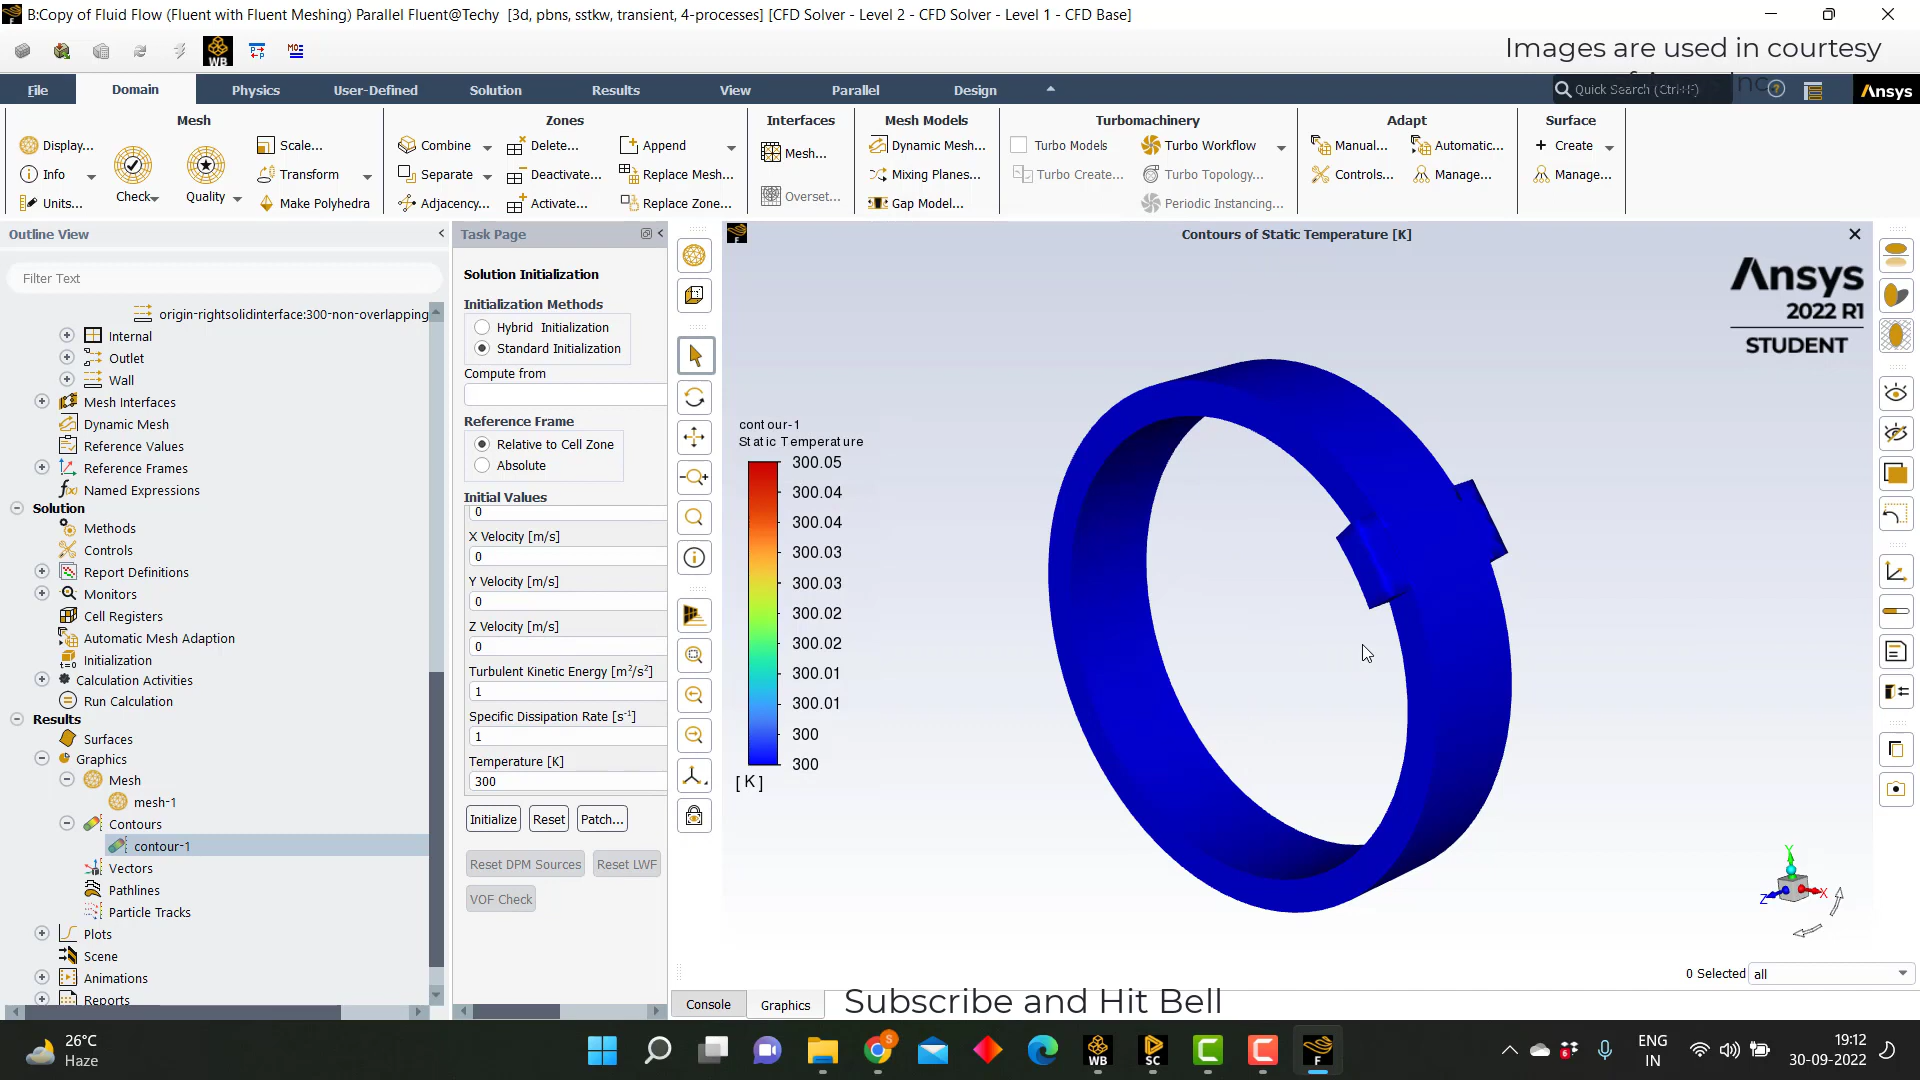 B:Copy of Fluid Flow (Fluent with Fluent Meshing) Parallel Fluent@Techy [3d, pbns, sstkw, transient, 4-processes] [CFD Solver - Level 2 - CFD Solver - Level 1 - CFD Base]
WB
Images are used in courtesy
File
Domain
Physics
User-Defined
Solution
Results
View
Parallel
Design
Quick Search (Ctrl+F)
Ansys
Mesh
Display...
Info
Units...
Check
Quality
Scale...
Transform
Make Polyhedra
Zones
Combine
Separate
Adjacency...
Delete...
Deactivate...
Activate...
Append
Replace Mesh...
Replace Zone...
Interfaces
Mesh...
Overset...
Mesh Models
Dynamic Mesh...
Mixing Planes...
Gap Model...
Turbomachinery
Turbo Models
Turbo Create...
Turbo Workflow
Turbo Topology...
Periodic Instancing...
Adapt
Manual...
Controls...
Automatic...
Manage...
Surface
+ Create
Manage...
Outline View
Filter Text
origin-rightsolidinterface:300-non-overlapping
Internal
Outlet
Wall
Mesh Interfaces
Dynamic Mesh
Reference Values
Reference Frames
Named Expressions
Solution
Methods
Controls
Report Definitions
Monitors
Cell Registers
Automatic Mesh Adaption
Initialization
Calculation Activities
Run Calculation
Results
Surfaces
Graphics
Mesh
mesh-1
Contours
contour-1
Vectors
Pathlines
Particle Tracks
Plots
Scene
Animations
Reports
Task Page
Solution Initialization
Initialization Methods
Hybrid Initialization
Standard Initialization
Compute from
Reference Frame
Relative to Cell Zone
Absolute
Initial Values
0
X Velocity [m/s]
0
Y Velocity [m/s]
0
Z Velocity [m/s]
0
Turbulent Kinetic Energy [m²/s²]
1
Specific Dissipation Rate [s⁻¹]
1
Temperature [K]
300
Initialize
Reset
Patch...
Reset DPM Sources
Reset LWF
VOF Check
Contours of Static Temperature [K]
Ansys
2022 R1
STUDENT
contour-1
Static Temperature
300.05
300.04
300.04
300.03
300.03
300.02
300.02
300.01
300.01
300
300
[K]
Y
Z
X
0 Selected
all
Console
Graphics
Subscribe and Hit Bell
26°C
Haze
S
WB
SC
F
6
ENG
IN
19:12
30-09-2022